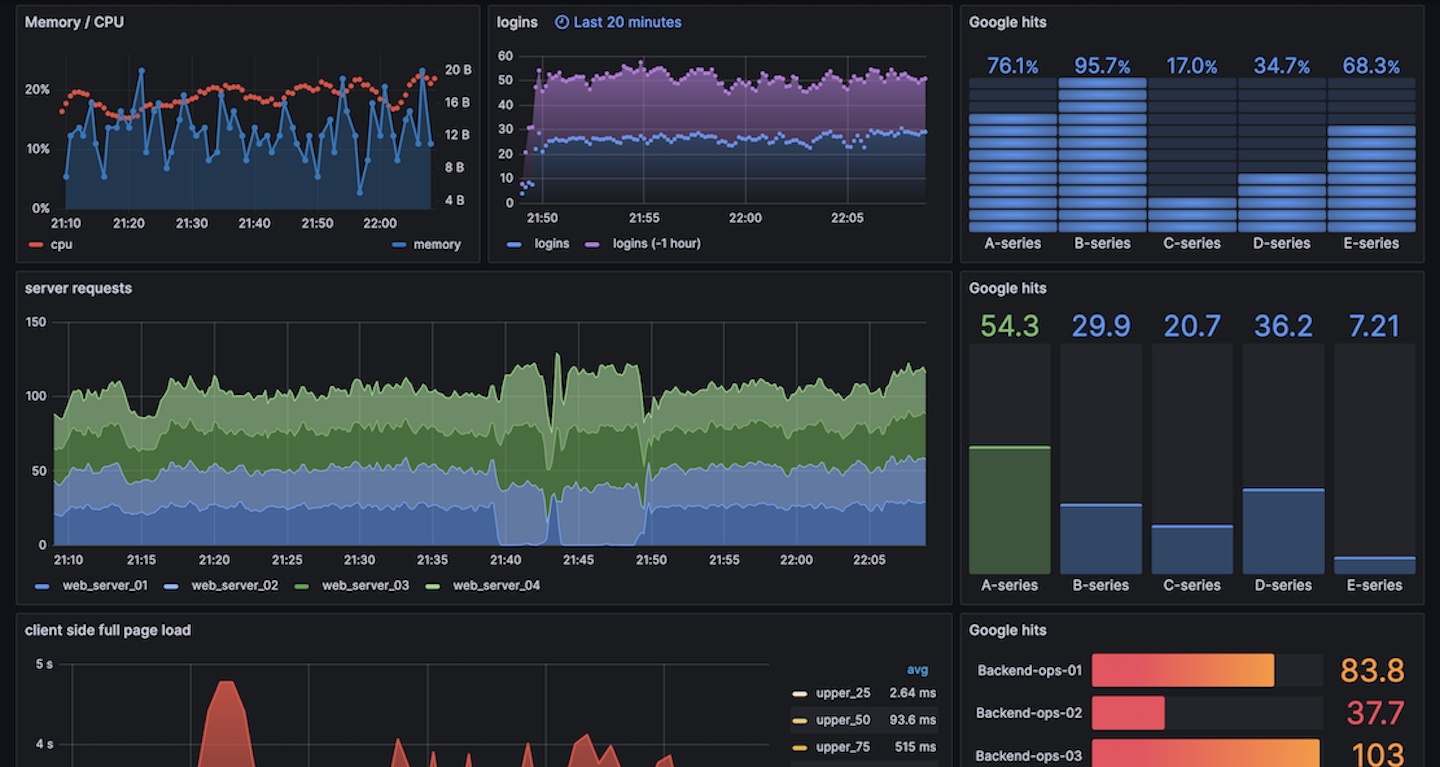 Memory / CPU
20%
10%
0%
20 B
16 B
12 B
8 B
4 B
21:10 21:20 21:30 21:40 21:50 22:00
cpu memory
logins Last 20 minutes
60
50
40
30
20
10
0
21:50 21:55 22:00 22:05
logins logins (-1 hour)
Google hits
76.1% 95.7% 17.0% 34.7% 68.3%
A-series B-series C-series D-series E-series
server requests
150
100
50
0
21:10 21:15 21:20 21:25 21:30 21:35 21:40 21:45 21:50 21:55 22:00 22:05
web_server_01 web_server_02 web_server_03 web_server_04
Google hits
54.3 29.9 20.7 36.2 7.21
A-series B-series C-series D-series E-series
client side full page load
5 s
4 s
avg
upper_25 2.64 ms
upper_50 93.6 ms
upper_75 515 ms
Google hits
Backend-ops-01 83.8
Backend-ops-02 37.7
Backend-ops-03 103